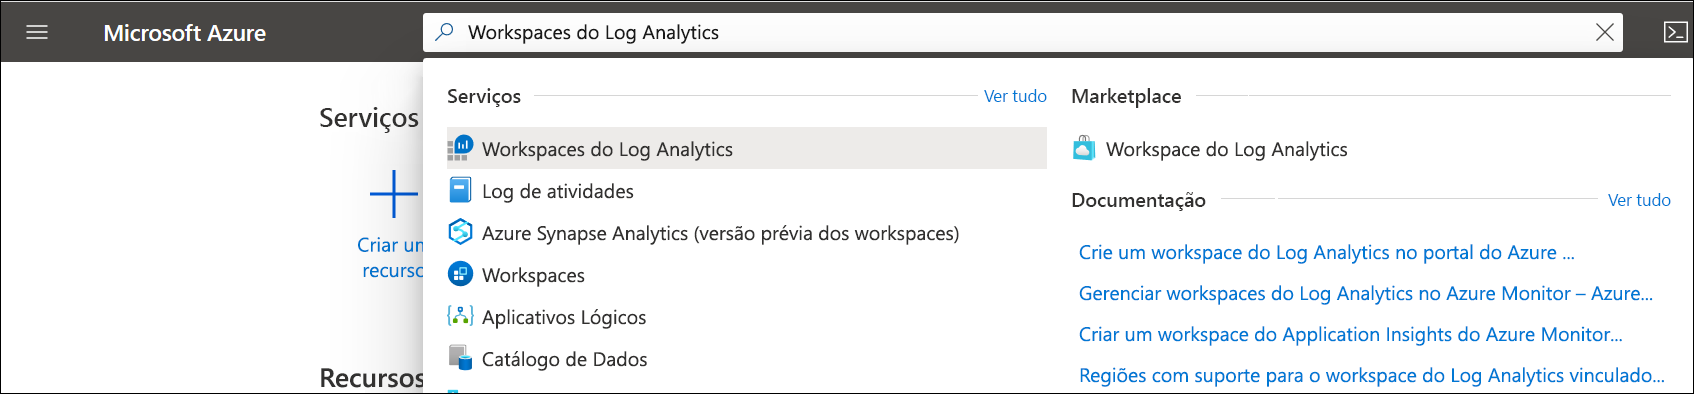 Microsoft Azure
Workspaces do Log Analytics
Serviços
Criar un
recurso
Recursos
Serviços
Ver tudo
Workspaces do Log Analytics
Log de atividades
Azure Synapse Analytics (versão prévia dos workspaces)
Workspaces
Aplicativos Lógicos
Catálogo de Dados
Marketplace
Workspace do Log Analytics
Documentação
Ver tudo
Crie um workspace do Log Analytics no portal do Azure ...
Gerenciar workspaces do Log Analytics no Azure Monitor – Azure...
Criar um workspace do Application Insights do Azure Monitor...
Regiões com suporte para o workspace do Log Analytics vinculado...